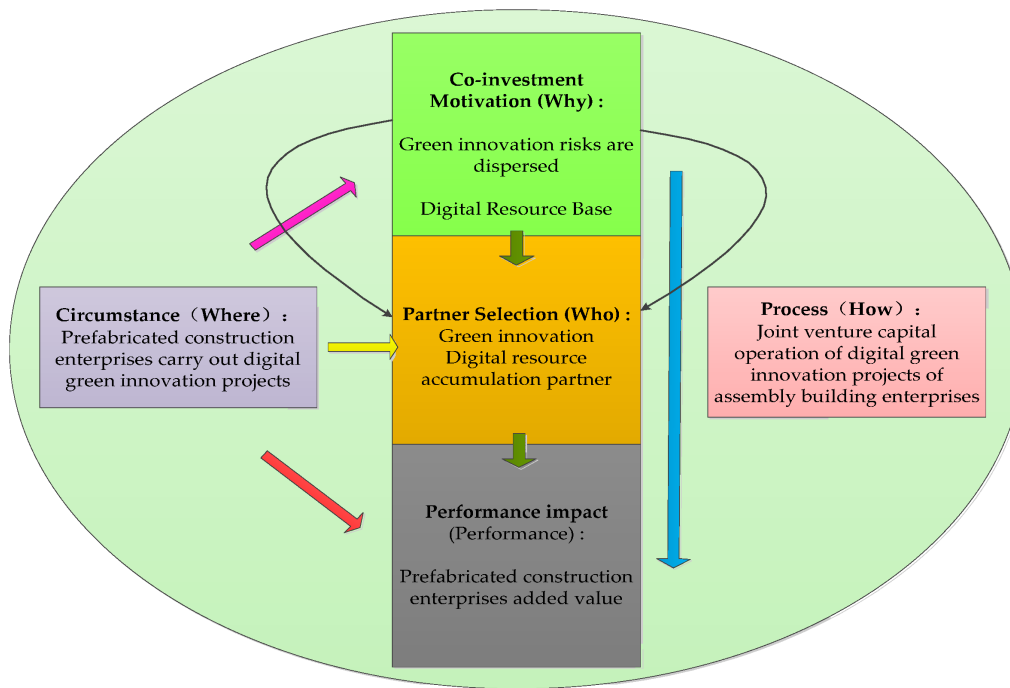 Co-investment
Motivation (Why) :
Green innovation risks are
dispersed
Digital Resource Base
Circumstance（Where）：
Prefabricated construction
enterprises carry out digital
green innovation projects
Partner Selection (Who) :
Green innovation
Digital resource
accumulation partner
Process（How）：
Joint venture capital
operation of digital green
innovation projects of
assembly building enterprises
Performance impact
(Performance) :
Prefabricated construction
enterprises added value